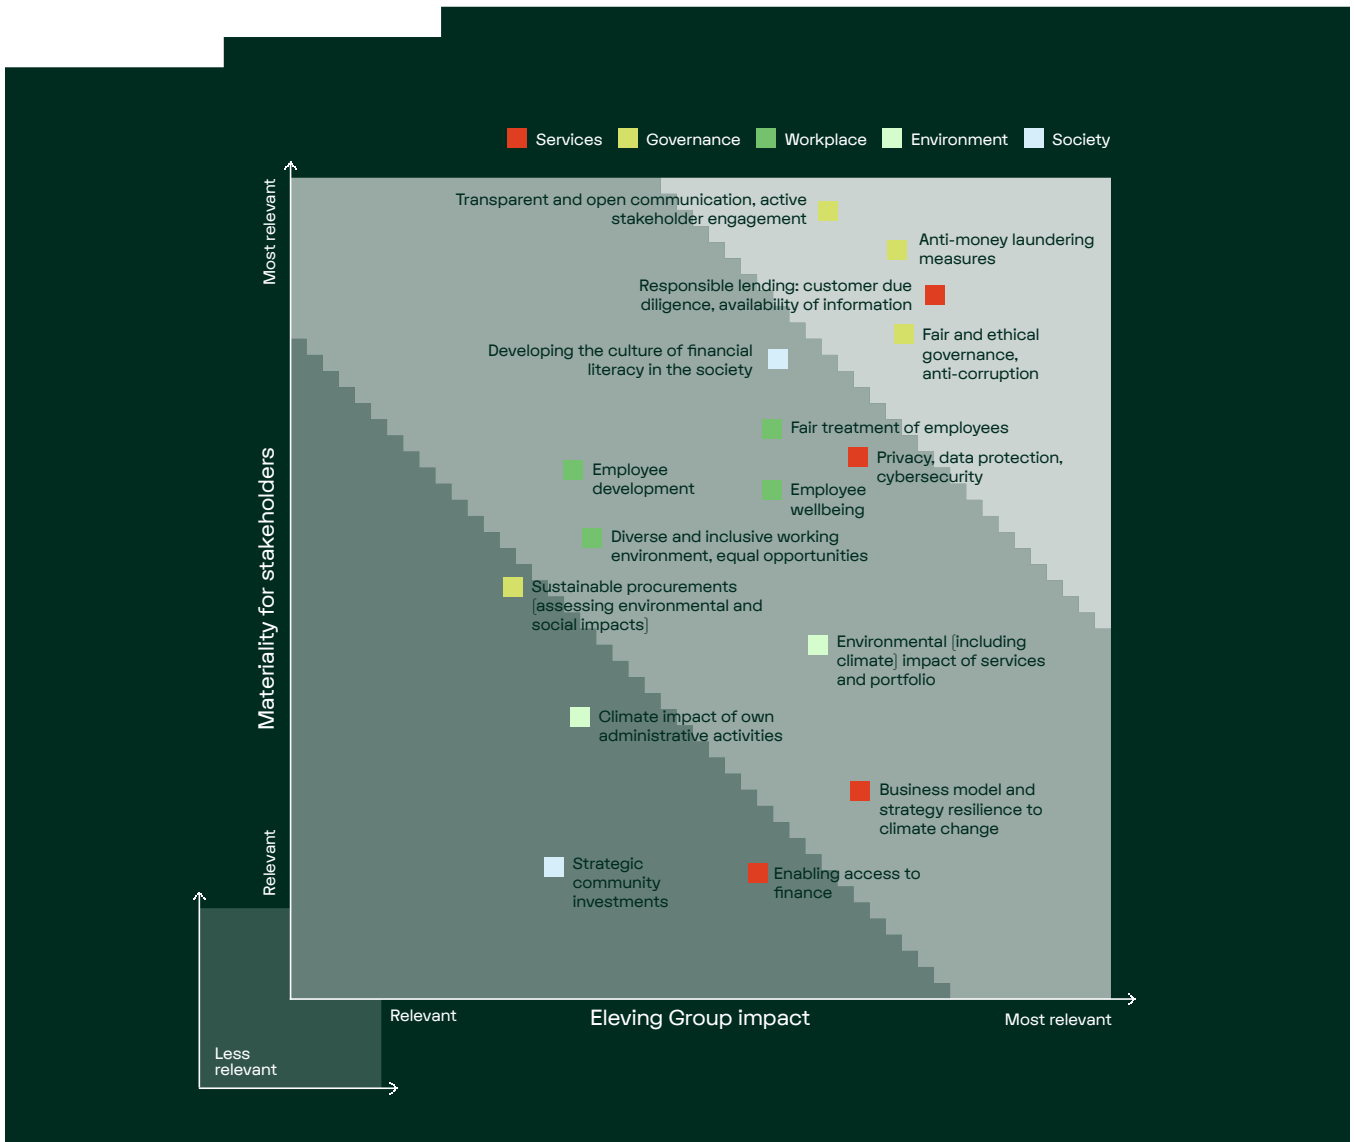 Services
Governance
Workplace
Environment
Society
Most relevant
Materiality for stakeholders
Relevant
Transparent and open communication, active
stakeholder engagement
Anti-money laundering
measures
Responsible lending: customer due
diligence, availability of information
Fair and ethical
governance,
anti-corruption
Developing the culture of financial
literacy in the society
Fair treatment of employees
Privacy, data protection,
cybersecurity
Employee
development
Employee
wellbeing
Diverse and inclusive working
environment, equal opportunities
Sustainable procurements
(assessing environmental and
social impacts)
Environmental (including
climate) impact of services
and portfolio
Climate impact of own
administrative activities
Business model and
strategy resilience to
climate change
Strategic
community
investments
Enabling access to
finance
Relevant
Eleving Group impact
Most relevant
Less
relevant